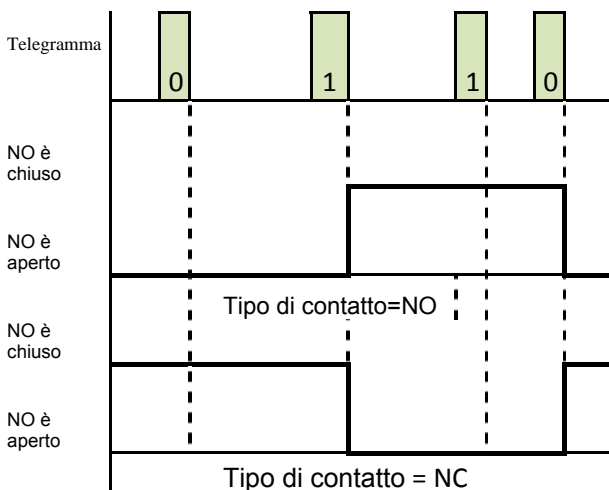 Telegramma
0 1 1 0
NO è
chiuso
NO è
aperto
Tipo di contatto=NO
NO è
chiuso
NO è
aperto
Tipo di contatto = NC